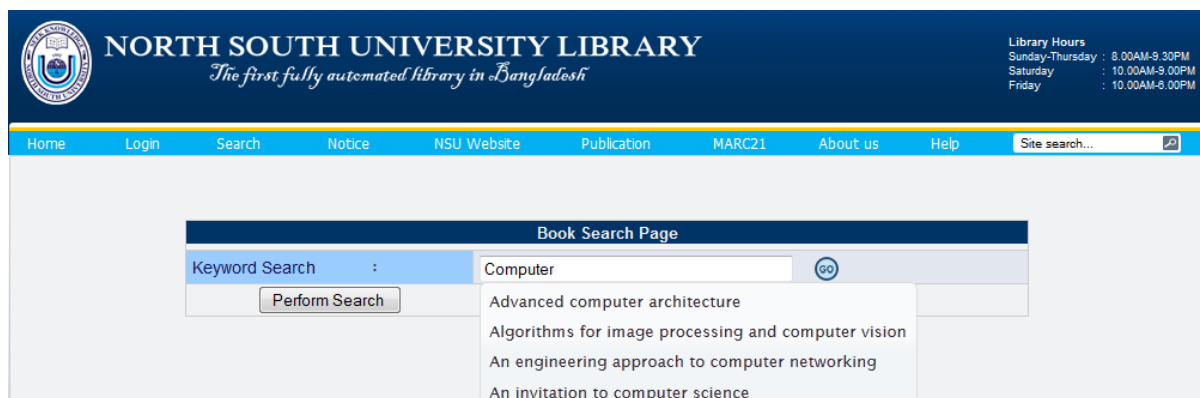 NORTH SOUTH UNIVERSITY LIBRARY
The first fully automated library in Bangladesh
Library Hours
Sunday-Thursday : 8.00AM-9.30PM
Saturday : 10.00AM-9.00PM
Friday : 10.00AM-6.00PM
Home Login Search Notice NSU Website Publication MARC21 About us Help Site search...
Book Search Page
Keyword Search : Computer GO
Perform Search
Advanced computer architecture
Algorithms for image processing and computer vision
An engineering approach to computer networking
An invitation to computer science